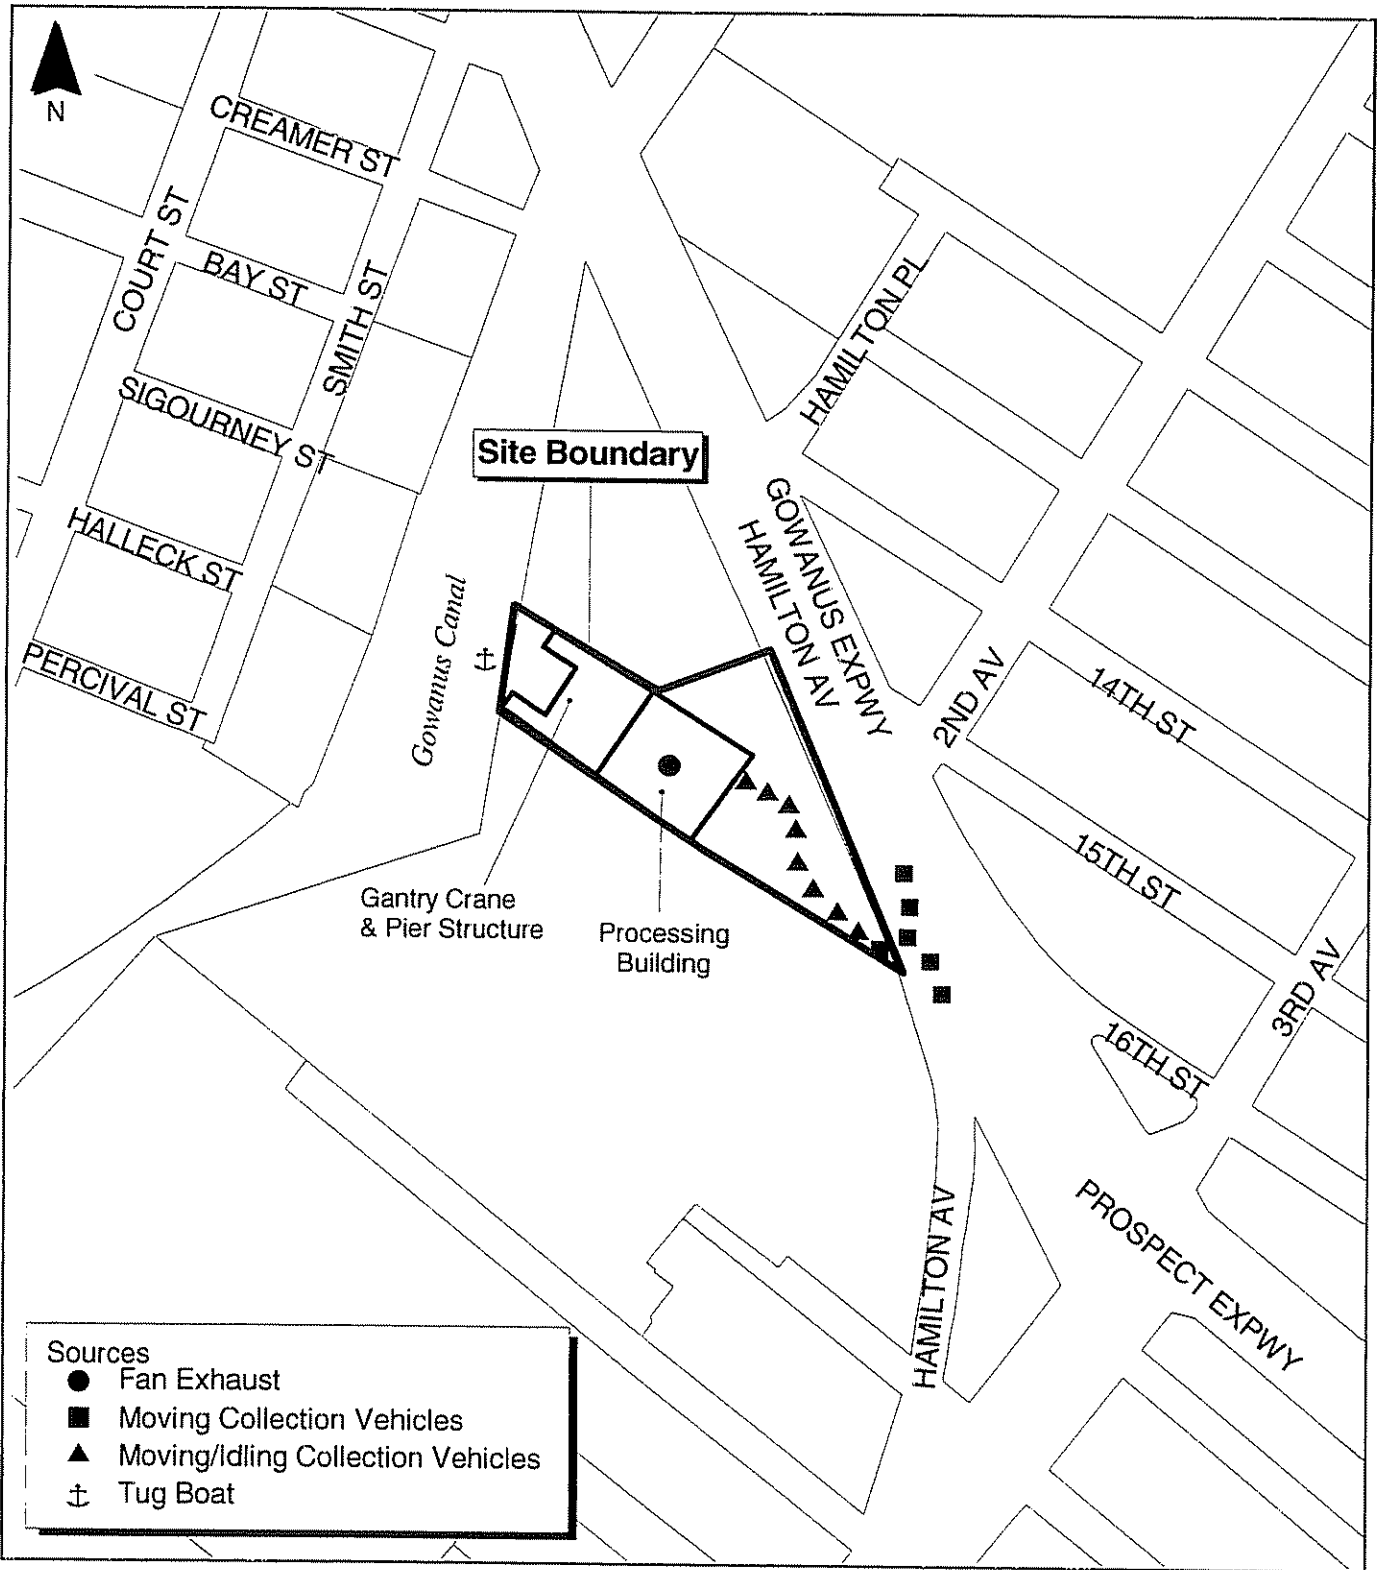 N
CREAMER ST
COURT ST
BAY ST
SMITH ST
SIGOURNEY ST
HALLECK ST
PERCIVAL ST
HAMILTON PL
Site Boundary
GOWANUS EXPWY
HAMILTON AV
Gowanus Canal
2ND AV
14TH ST
15TH ST
3RD AV
16TH ST
Gantry Crane
& Pier Structure
Processing
Building
HAMILTON AV
PROSPECT EXPWY
Sources
Fan Exhaust
Moving Collection Vehicles
Moving/Idling Collection Vehicles
Tug Boat